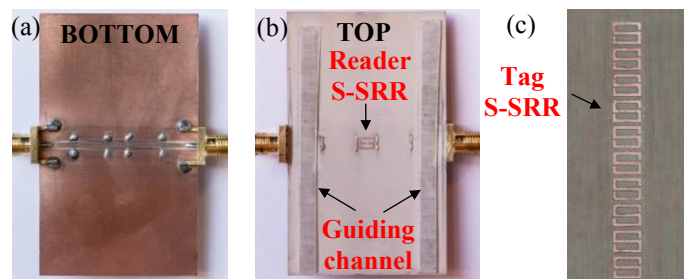 (a)
BOTTOM
(b)
TOP
Reader
S-SRR
Guiding
channel
(c)
Tag
S-SRR